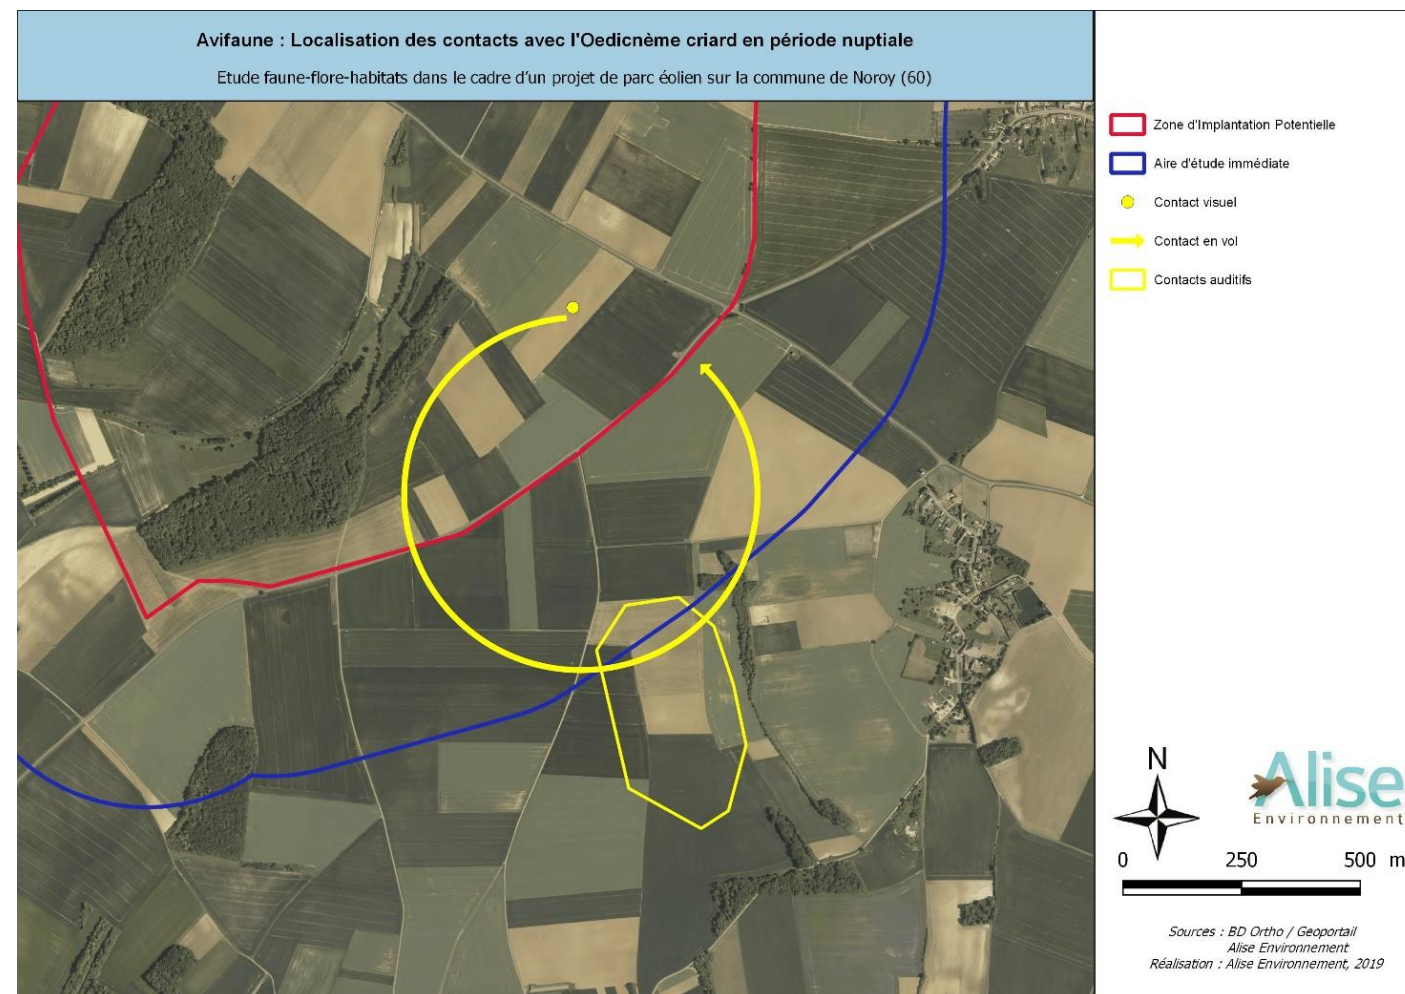 Avifaune : Localisation des contacts avec l'Oedicnème criard en période nuptiale
Etude faune-flore-habitats dans le cadre d'un projet de parc éolien sur la commune de Noroy (60)
Zone d'Implantation Potentielle
Aire d'étude immédiate
Contact visuel
Contact en vol
Contacts auditifs
N
Alise
Environnement
0 250 500 m
Sources : BD Ortho / Geoportail
Alise Environnement
Réalisation : Alise Environnement, 2019